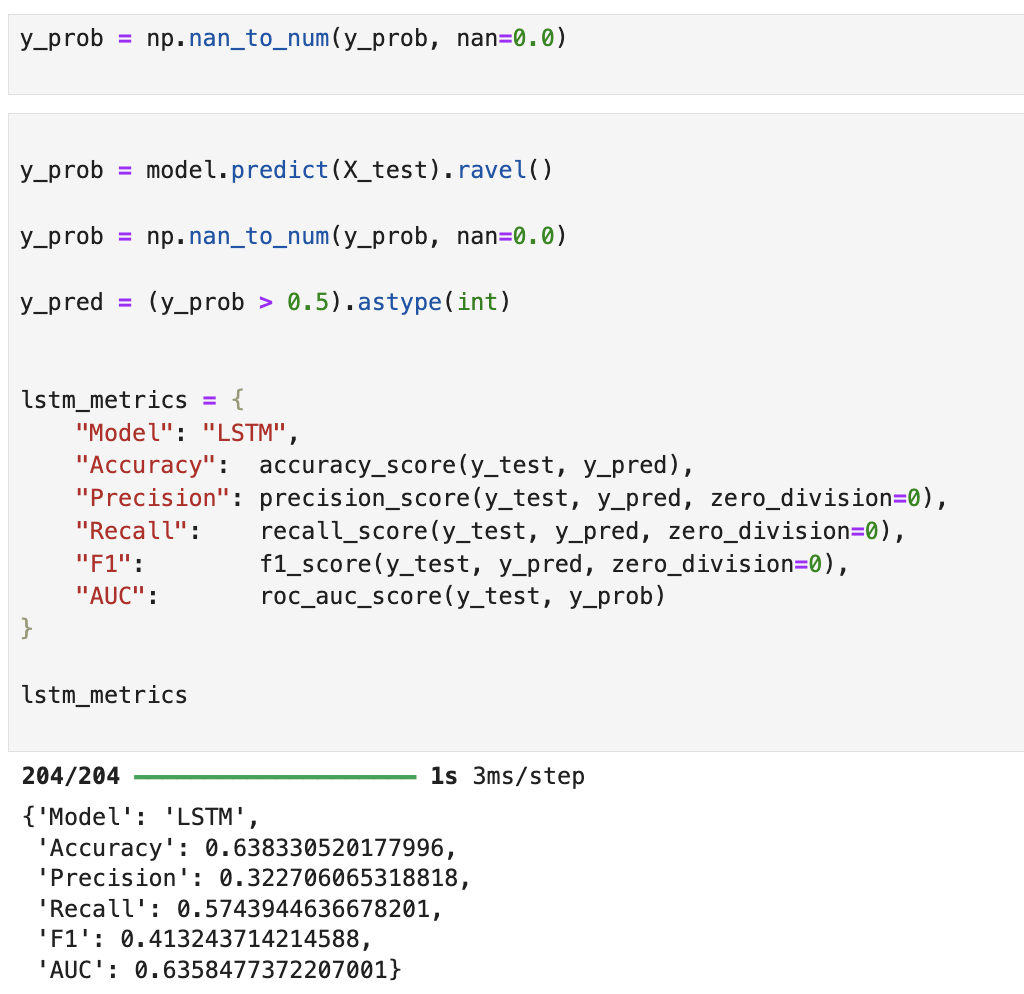 y_prob = np.nan_to_num(y_prob, nan=0.0)
y_prob = model.predict(X_test).ravel()
y_prob = np.nan_to_num(y_prob, nan=0.0)
y_pred = (y_prob > 0.5).astype(int)
lstm_metrics = {
    "Model": "LSTM",
    "Accuracy":  accuracy_score(y_test, y_pred),
    "Precision": precision_score(y_test, y_pred, zero_division=0),
    "Recall":    recall_score(y_test, y_pred, zero_division=0),
    "F1":        f1_score(y_test, y_pred, zero_division=0),
    "AUC":       roc_auc_score(y_test, y_prob)
}
lstm_metrics
204/204 1s 3ms/step
{'Model': 'LSTM',
 'Accuracy': 0.638330520177996,
 'Precision': 0.322706065318818,
 'Recall': 0.5743944636678201,
 'F1': 0.413243714214588,
 'AUC': 0.6358477372207001}